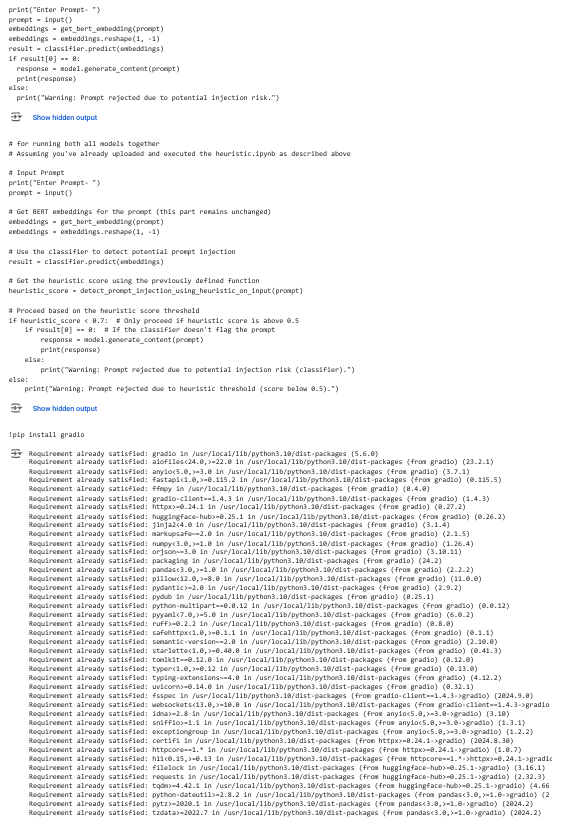 print("Enter Prompt- ")
prompt = input()
embeddings = get_bert_embedding(prompt)
embeddings = embeddings.reshape(1, -1)
result = classifier.predict(embeddings)
if result[0] == 0:
  response = model.generate_content(prompt)
  print(response)
else:
  print("Warning: Prompt rejected due to potential injection risk.")
Show hidden output
# for running both all models together
# Assuming you've already uploaded and executed the heuristic.ipynb as described above
# Input Prompt
print("Enter Prompt- ")
prompt = input()
# Get BERT embeddings for the prompt (this part remains unchanged)
embeddings = get_bert_embedding(prompt)
embeddings = embeddings.reshape(1, -1)
# Use the classifier to detect potential prompt injection
result = classifier.predict(embeddings)
# Get the heuristic score using the previously defined function
heuristic_score = detect_prompt_injection_using_heuristic_on_input(prompt)
# Proceed based on the heuristic score threshold
if heuristic_score < 0.7:  # Only proceed if heuristic score is above 0.5
    if result[0] == 0:  # If the classifier doesn't flag the prompt
        response = model.generate_content(prompt)
        print(response)
    else:
        print("Warning: Prompt rejected due to potential injection risk (classifier).")
else:
    print("Warning: Prompt rejected due to heuristic threshold (score below 0.5).")
Show hidden output
!pip install gradio
Requirement already satisfied: gradio in /usr/local/lib/python3.10/dist-packages (5.6.0)
Requirement already satisfied: aiofiles<24.0,>=22.0 in /usr/local/lib/python3.10/dist-packages (from gradio) (23.2.1)
Requirement already satisfied: anyio<5.0,>=3.0 in /usr/local/lib/python3.10/dist-packages (from gradio) (3.7.1)
Requirement already satisfied: fastapi<1.0,>=0.115.2 in /usr/local/lib/python3.10/dist-packages (from gradio) (0.115.5)
Requirement already satisfied: ffmpy in /usr/local/lib/python3.10/dist-packages (from gradio) (0.4.0)
Requirement already satisfied: gradio-client==1.4.3 in /usr/local/lib/python3.10/dist-packages (from gradio) (1.4.3)
Requirement already satisfied: httpx>=0.24.1 in /usr/local/lib/python3.10/dist-packages (from gradio) (0.27.2)
Requirement already satisfied: huggingface-hub>=0.25.1 in /usr/local/lib/python3.10/dist-packages (from gradio) (0.26.2)
Requirement already satisfied: jinja2<4.0 in /usr/local/lib/python3.10/dist-packages (from gradio) (3.1.4)
Requirement already satisfied: markupsafe~=2.0 in /usr/local/lib/python3.10/dist-packages (from gradio) (2.1.5)
Requirement already satisfied: numpy<3.0,>=1.0 in /usr/local/lib/python3.10/dist-packages (from gradio) (1.26.4)
Requirement already satisfied: orjson~=3.0 in /usr/local/lib/python3.10/dist-packages (from gradio) (3.10.11)
Requirement already satisfied: packaging in /usr/local/lib/python3.10/dist-packages (from gradio) (24.2)
Requirement already satisfied: pandas<3.0,>=1.0 in /usr/local/lib/python3.10/dist-packages (from gradio) (2.2.2)
Requirement already satisfied: pillow<12.0,>=8.0 in /usr/local/lib/python3.10/dist-packages (from gradio) (11.0.0)
Requirement already satisfied: pydantic>=2.0 in /usr/local/lib/python3.10/dist-packages (from gradio) (2.9.2)
Requirement already satisfied: pydub in /usr/local/lib/python3.10/dist-packages (from gradio) (0.25.1)
Requirement already satisfied: python-multipart==0.0.12 in /usr/local/lib/python3.10/dist-packages (from gradio) (0.0.12)
Requirement already satisfied: pyyaml<7.0,>=5.0 in /usr/local/lib/python3.10/dist-packages (from gradio) (6.0.2)
Requirement already satisfied: ruff>=0.2.2 in /usr/local/lib/python3.10/dist-packages (from gradio) (0.8.0)
Requirement already satisfied: safehttpx<1.0,>=0.1.1 in /usr/local/lib/python3.10/dist-packages (from gradio) (0.1.1)
Requirement already satisfied: semantic-version~=2.0 in /usr/local/lib/python3.10/dist-packages (from gradio) (2.10.0)
Requirement already satisfied: starlette<1.0,>=0.40.0 in /usr/local/lib/python3.10/dist-packages (from gradio) (0.41.3)
Requirement already satisfied: tomlkit==0.12.0 in /usr/local/lib/python3.10/dist-packages (from gradio) (0.12.0)
Requirement already satisfied: typer<1.0,>=0.12 in /usr/local/lib/python3.10/dist-packages (from gradio) (0.13.0)
Requirement already satisfied: typing-extensions~=4.0 in /usr/local/lib/python3.10/dist-packages (from gradio) (4.12.2)
Requirement already satisfied: uvicorn>=0.14.0 in /usr/local/lib/python3.10/dist-packages (from gradio) (0.32.1)
Requirement already satisfied: fsspec in /usr/local/lib/python3.10/dist-packages (from gradio-client==1.4.3->gradio) (2024.9.0)
Requirement already satisfied: websockets<13.0,>=10.0 in /usr/local/lib/python3.10/dist-packages (from gradio-client==1.4.3->gradio
Requirement already satisfied: idna>=2.8 in /usr/local/lib/python3.10/dist-packages (from anyio<5.0,>=3.0->gradio) (3.10)
Requirement already satisfied: sniffio>=1.1 in /usr/local/lib/python3.10/dist-packages (from anyio<5.0,>=3.0->gradio) (1.3.1)
Requirement already satisfied: exceptiongroup in /usr/local/lib/python3.10/dist-packages (from anyio<5.0,>=3.0->gradio) (1.2.2)
Requirement already satisfied: certifi in /usr/local/lib/python3.10/dist-packages (from httpx>=0.24.1->gradio) (2024.8.30)
Requirement already satisfied: httpcore==1.* in /usr/local/lib/python3.10/dist-packages (from httpx>=0.24.1->gradio) (1.0.7)
Requirement already satisfied: h11<0.15,>=0.13 in /usr/local/lib/python3.10/dist-packages (from httpcore==1.*->httpx>=0.24.1->gradic
Requirement already satisfied: filelock in /usr/local/lib/python3.10/dist-packages (from huggingface-hub>=0.25.1->gradio) (3.16.1)
Requirement already satisfied: requests in /usr/local/lib/python3.10/dist-packages (from huggingface-hub>=0.25.1->gradio) (2.32.3)
Requirement already satisfied: tqdm>=4.42.1 in /usr/local/lib/python3.10/dist-packages (from huggingface-hub>=0.25.1->gradio) (4.66
Requirement already satisfied: python-dateutil>=2.8.2 in /usr/local/lib/python3.10/dist-packages (from pandas<3.0,>=1.0->gradio) (2
Requirement already satisfied: pytz>=2020.1 in /usr/local/lib/python3.10/dist-packages (from pandas<3.0,>=1.0->gradio) (2024.2)
Requirement already satisfied: tzdata>=2022.7 in /usr/local/lib/python3.10/dist-packages (from pandas<3.0,>=1.0->gradio) (2024.2)